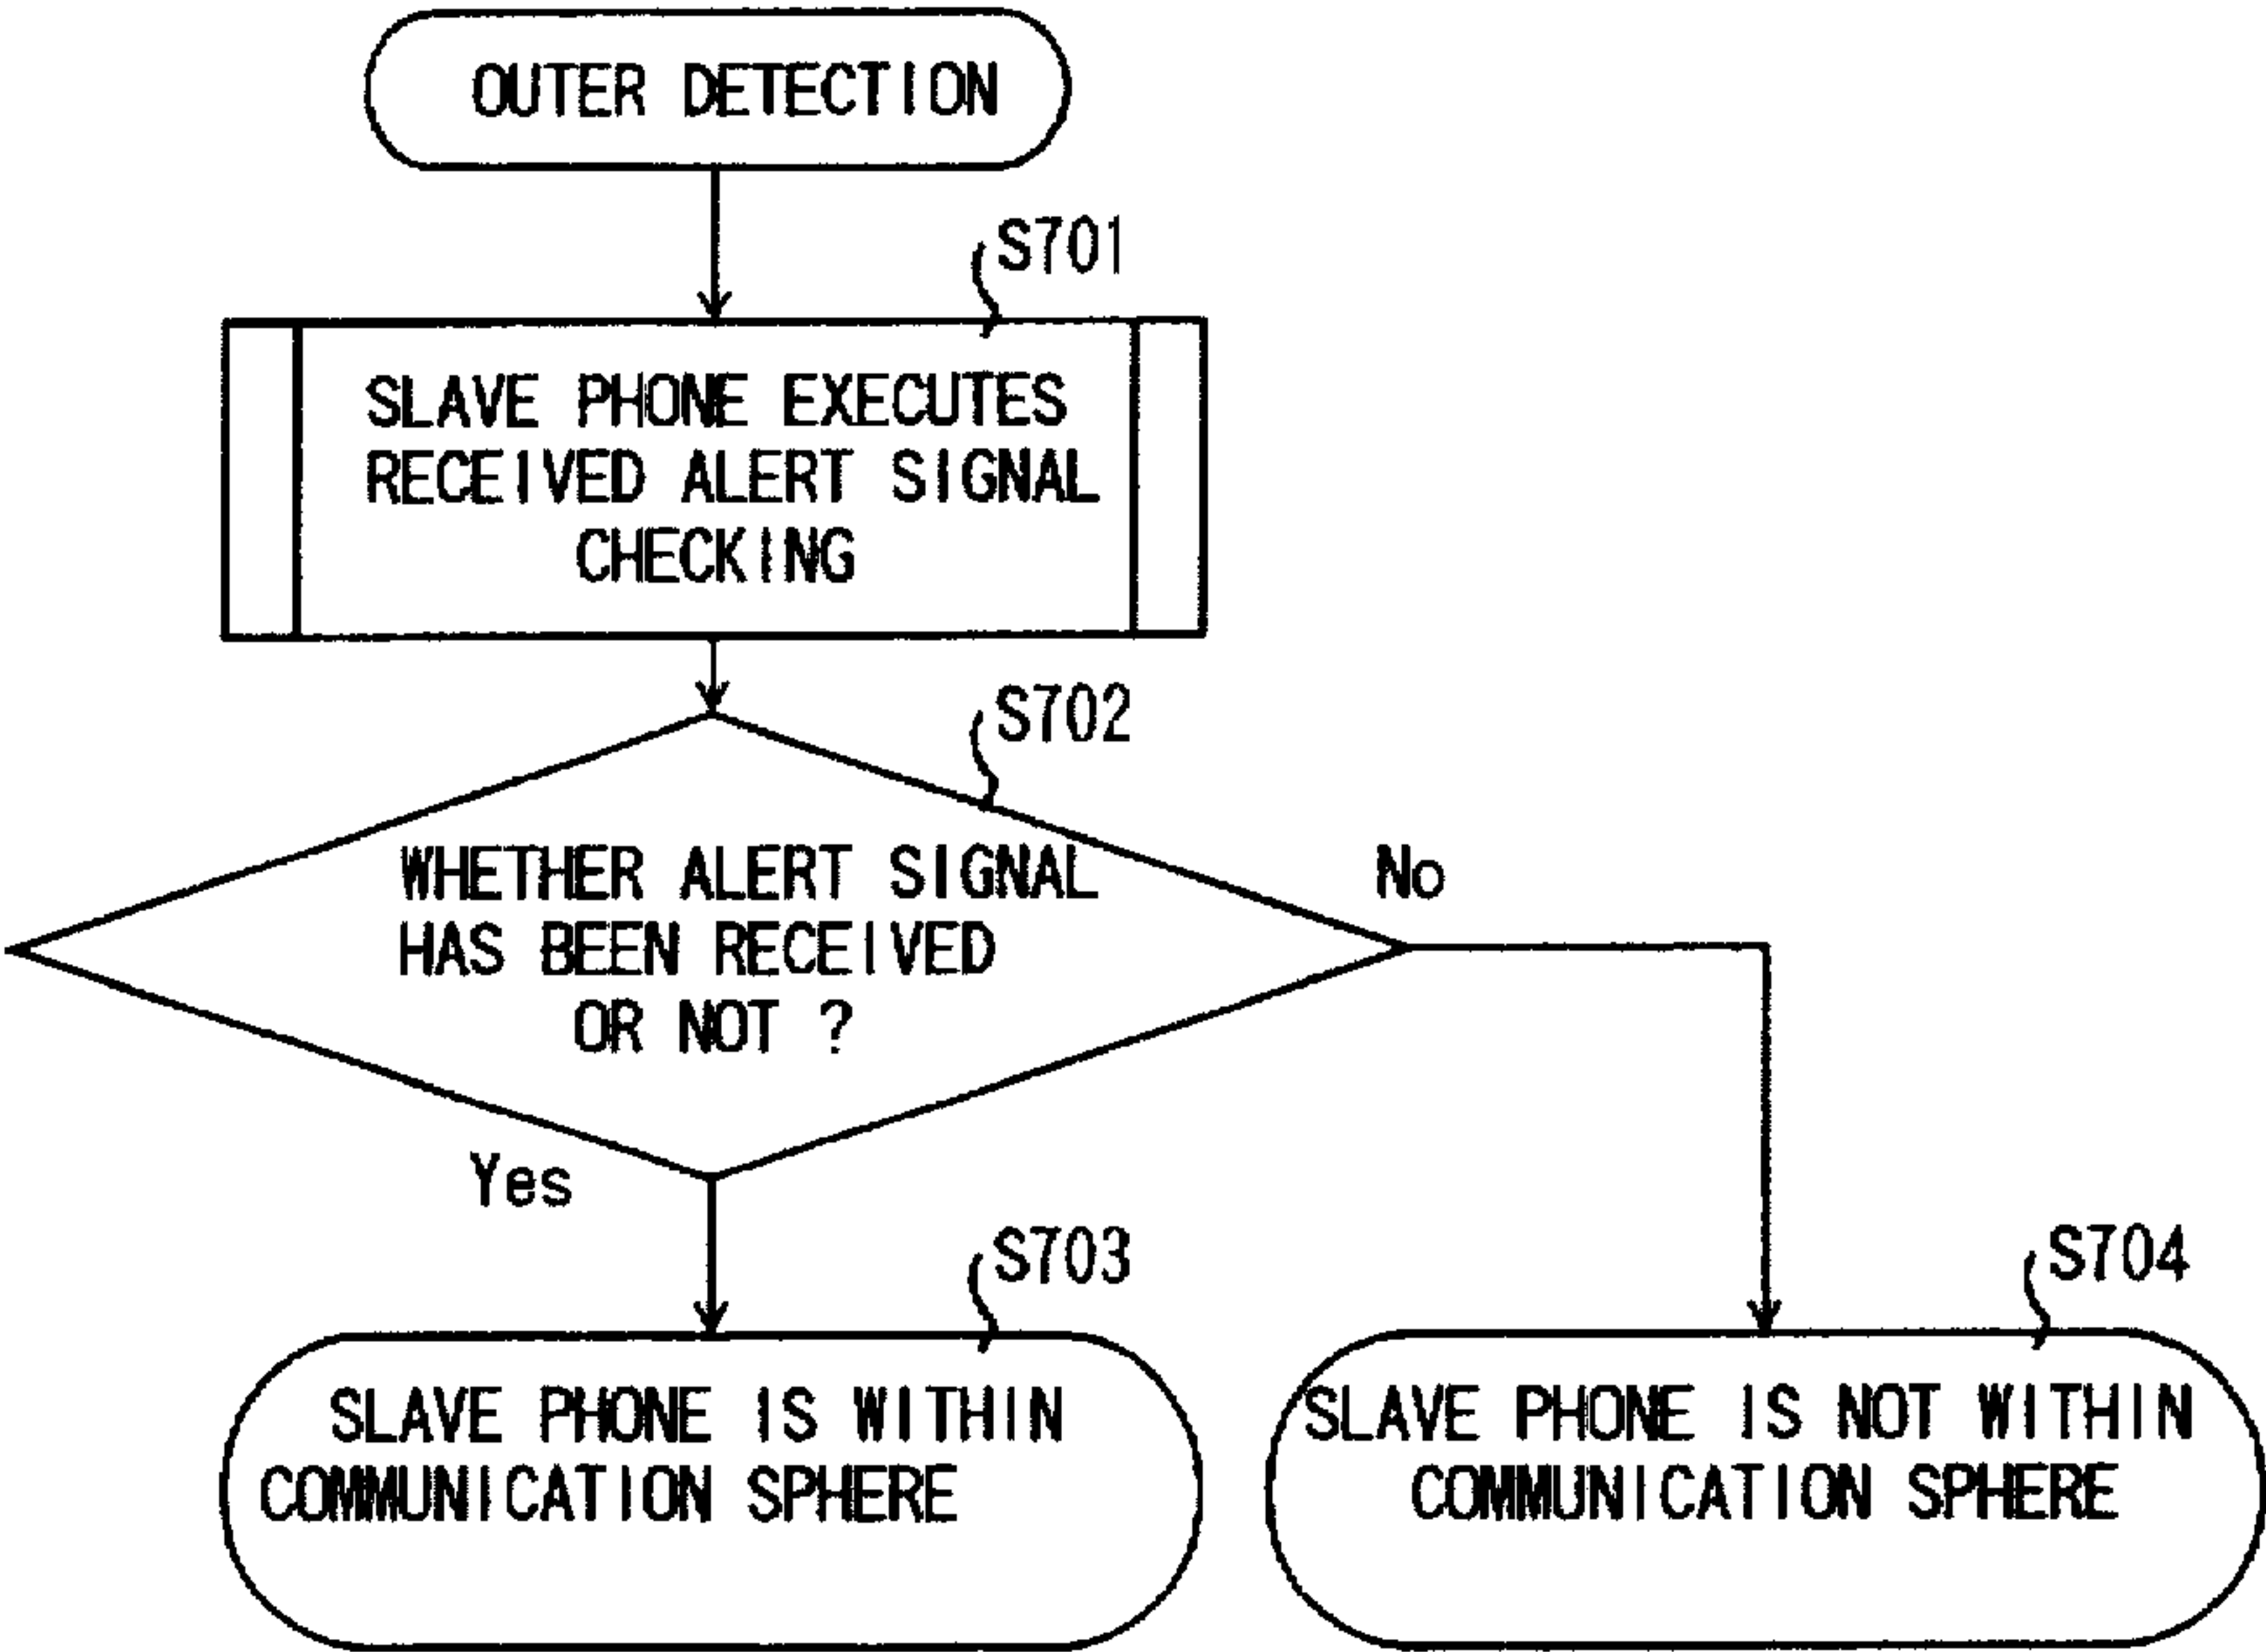 OUTER DETECTION
S701
SLAVE PHONE EXECUTES
RECEIVED ALERT SIGNAL
CHECKING
S702
WHETHER ALERT SIGNAL
HAS BEEN RECEIVED
OR NOT ?
No
Yes
S703
SLAVE PHONE IS WITHIN
COMMUNICATION SPHERE
S704
SLAVE PHONE IS NOT WITHIN
COMMUNICATION SPHERE